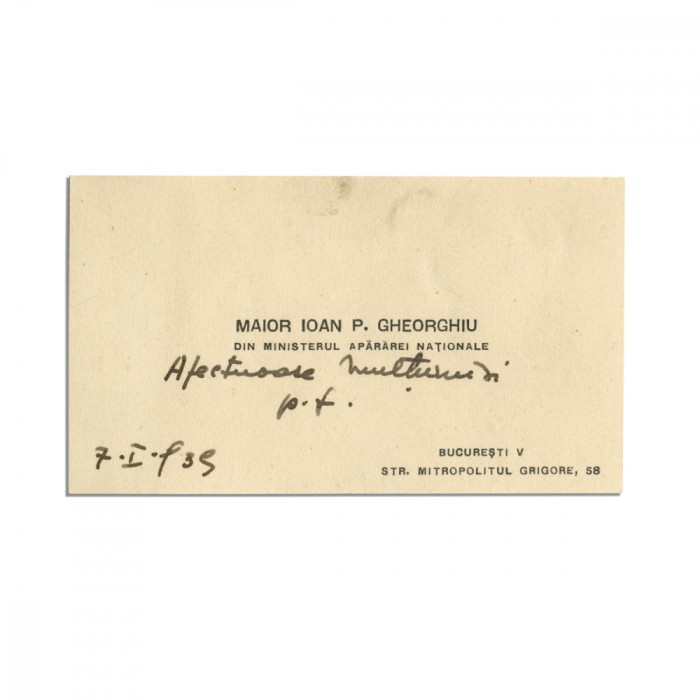 MAIOR IOAN P. GHEORGHIU
DIN MINISTERUL APĂRĂREI NAȚIONALE
Afectuoase mulțumiri
p.f.
7.I.939
BUCUREȘTI V
STR. MITROPOLITUL GRIGORE, 58